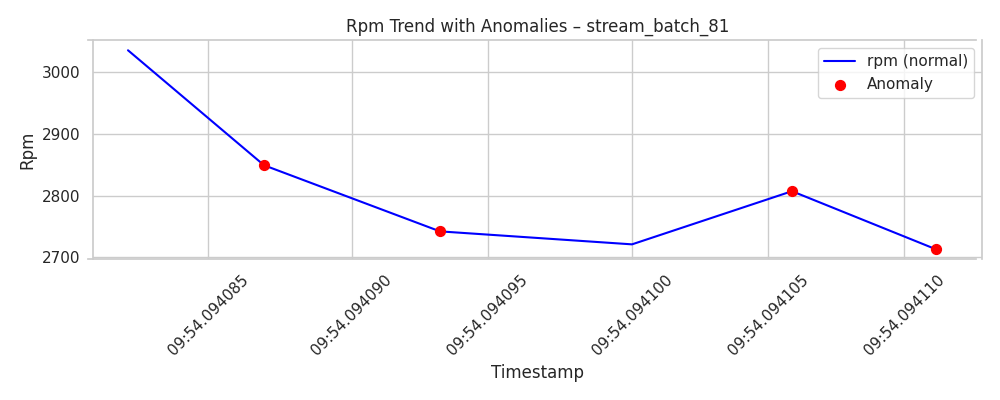 Rpm Trend with Anomalies – stream_batch_81
rpm (normal)
Anomaly
Rpm
3000
2900
2800
2700
09:54.094085
09:54.094090
09:54.094095
09:54.094100
09:54.094105
09:54.094110
Timestamp